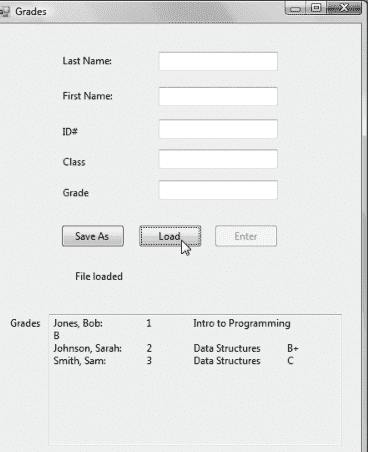 Grades
Last Name:
First Name:
ID#
Class
Grade
Save As Load Enter
File loaded
Grades Jones, Bob: 1 Intro to Programming
B
Johnson, Sarah: 2 Data Structures B+
Smith, Sam: 3 Data Structures C